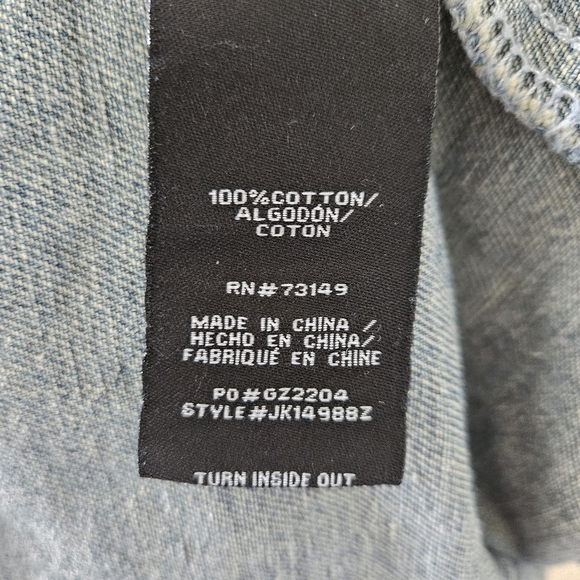 100%COTTON/
ALGODÓN/
COTON
RN#73149
MADE IN CHINA /
HECHO EN CHINA/
FABRIQUÉ EN CHINE
PO#GZ2204
STYLE#JK14988Z
TURN INSIDE OUT